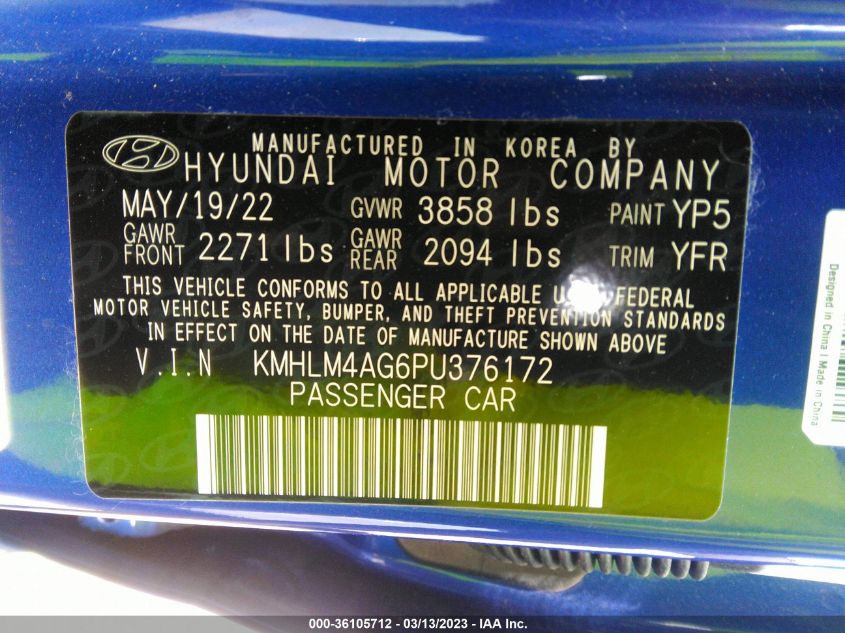 MANUFACTURED IN KOREA BY
HYUNDAI MOTOR COMPANY
MAY/19/22 GVWR 3858 lbs PAINT YP5
GAWR FRONT 2271 lbs GAWR REAR 2094 lbs TRIM YFR
THIS VEHICLE CONFORMS TO ALL APPLICABLE FEDERAL
MOTOR VEHICLE SAFETY, BUMPER, AND THEFT PREVENTION STANDARDS
IN EFFECT ON THE DATE OF MANUFACTURE SHOWN ABOVE
V.I.N KMHLM4AG6PU376172
PASSENGER CAR
Designed in China | Made in China
000-36105712 - 03/13/2023 - IAA Inc.